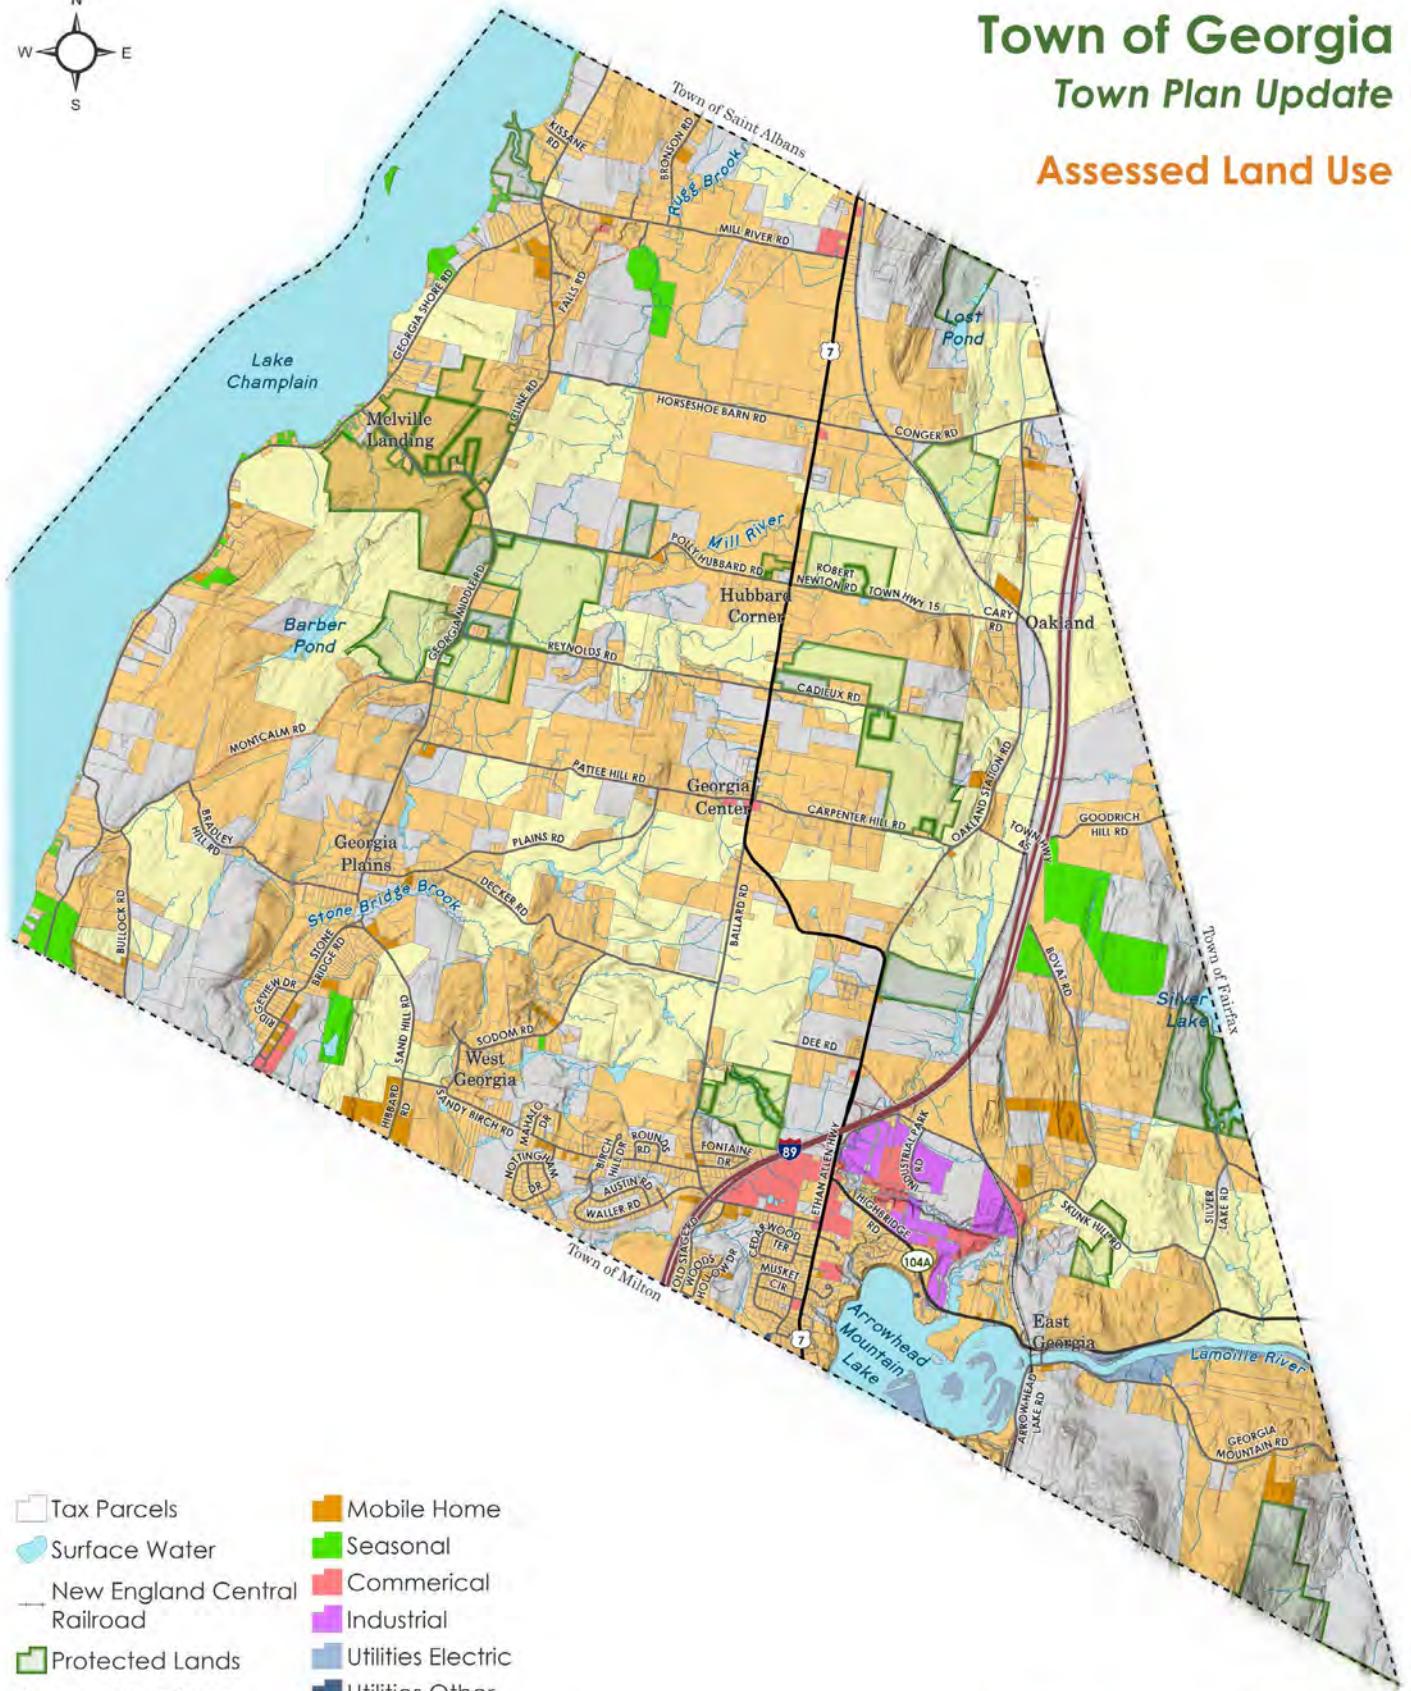 N
W
E
S
Town of Georgia
Town Plan Update
Assessed Land Use
Town of Saint Albans
KISSANE
RD
BRONSON RD
Rugg Brook
MILL RIVER RD
GEORGIA SHORE RD
FALLS RD
Lost
Pond
7
Lake
Champlain
CLINE RD
HORSESHOE BARN RD
CONGER RD
Melville
Landing
Mill River
POLLY HUBBARD RD
ROBERT
NEWTON RD
TOWN HWY 15
Hubbard
Corner
CARY
RD
Oakland
GEORGIA MIDDLE RD
Barber
Pond
REYNOLDS RD
CADIEUX RD
MONTCALM RD
PATTEE HILL RD
Georgia
Center
CARPENTER HILL RD
OAKLAND STATION RD
TOWN HWY
45
GOODRICH
HILL RD
BRADLEY
HILL RD
Georgia
Plains
PLAINS RD
DECKER RD
Stone Bridge Brook
BULLOCK RD
STONE
BRIDGE RD
BALLARD RD
BOVAT RD
Town of Fairfax
Silver
Lake
RIDGEVIEW DR
SAND HILL RD
SODOM RD
West
Georgia
DEE RD
HIBBARD
RD
SANDY BIRCH RD
MAHALO
DR
NOTTINGHAM
DR
BIRCH
HILL DR
ROUNDS
RD
FONTAINE
DR
89
ETHAN ALLEN HWY
INDUSTRIAL PARK
RD
AUSTIN RD
WALLER RD
HIGHBRIDGE
RD
SKUNK HILL RD
SILVER
LAKE RD
Town of Milton
OLD STAGE RD
WOODS
HOLLOW DR
CEDARWOOD
TER
MUSKET
CIR
104A
7
Arrowhead
Mountain
Lake
East
Georgia
Lamoille River
ARROWHEAD
LAKE RD
GEORGIA
MOUNTAIN RD
Tax Parcels
Surface Water
New England Central
Railroad
Protected Lands
Mobile Home
Seasonal
Commerical
Industrial
Utilities Electric
Utilities Other